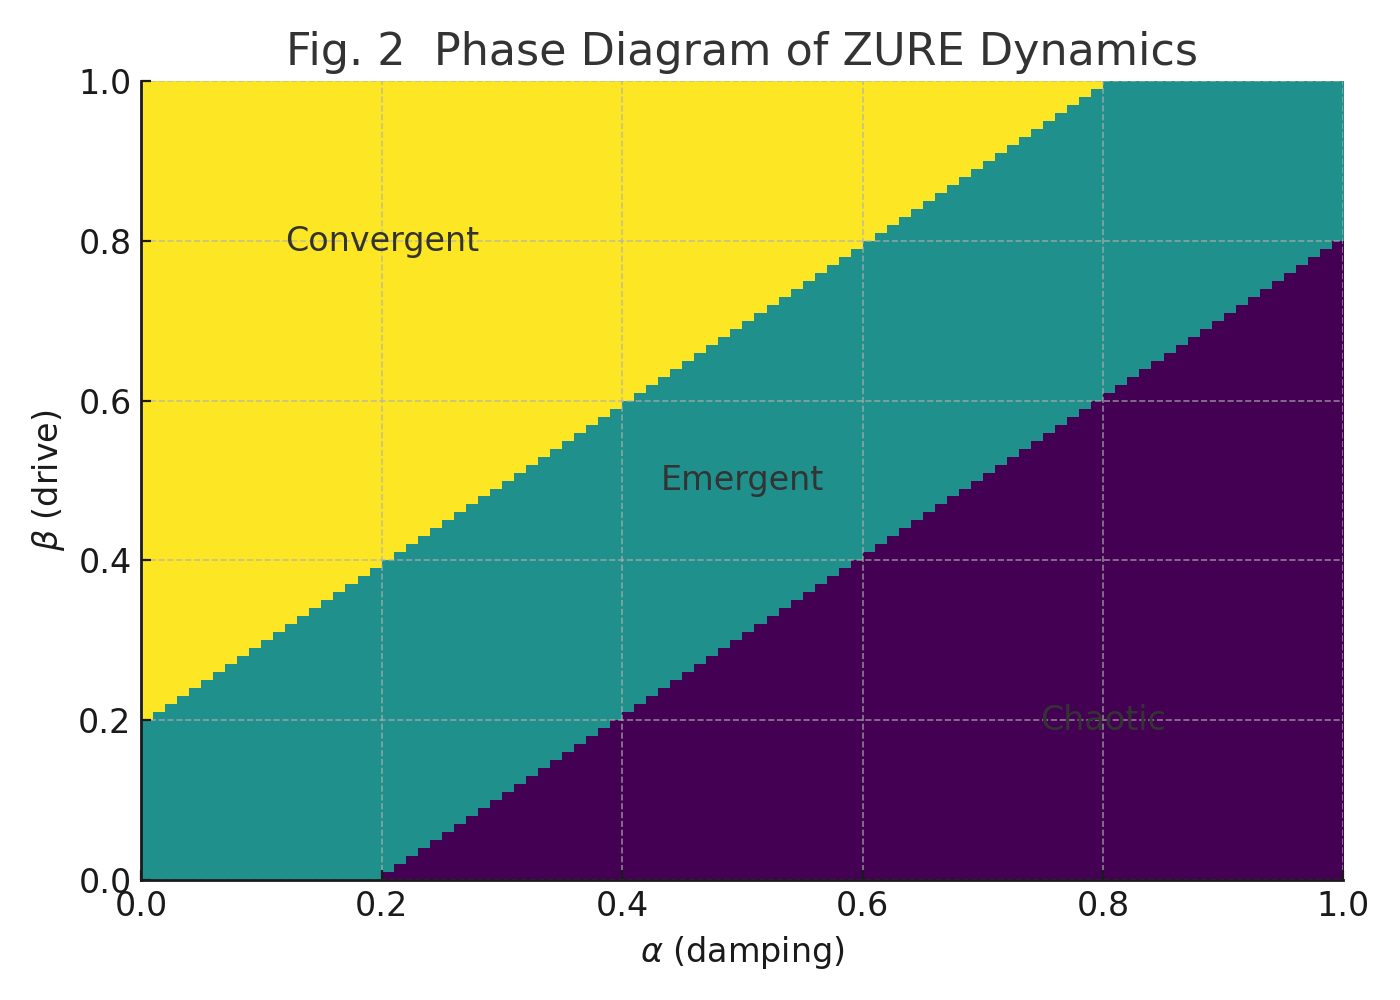 Fig. 2 Phase Diagram of ZURE Dynamics
1.0
Convergent
0.8
0.6
Emergent
β (drive)
0.4
Chaotic
0.2
0.0
0.0 0.2 0.4 0.6 0.8 1.0
α (damping)